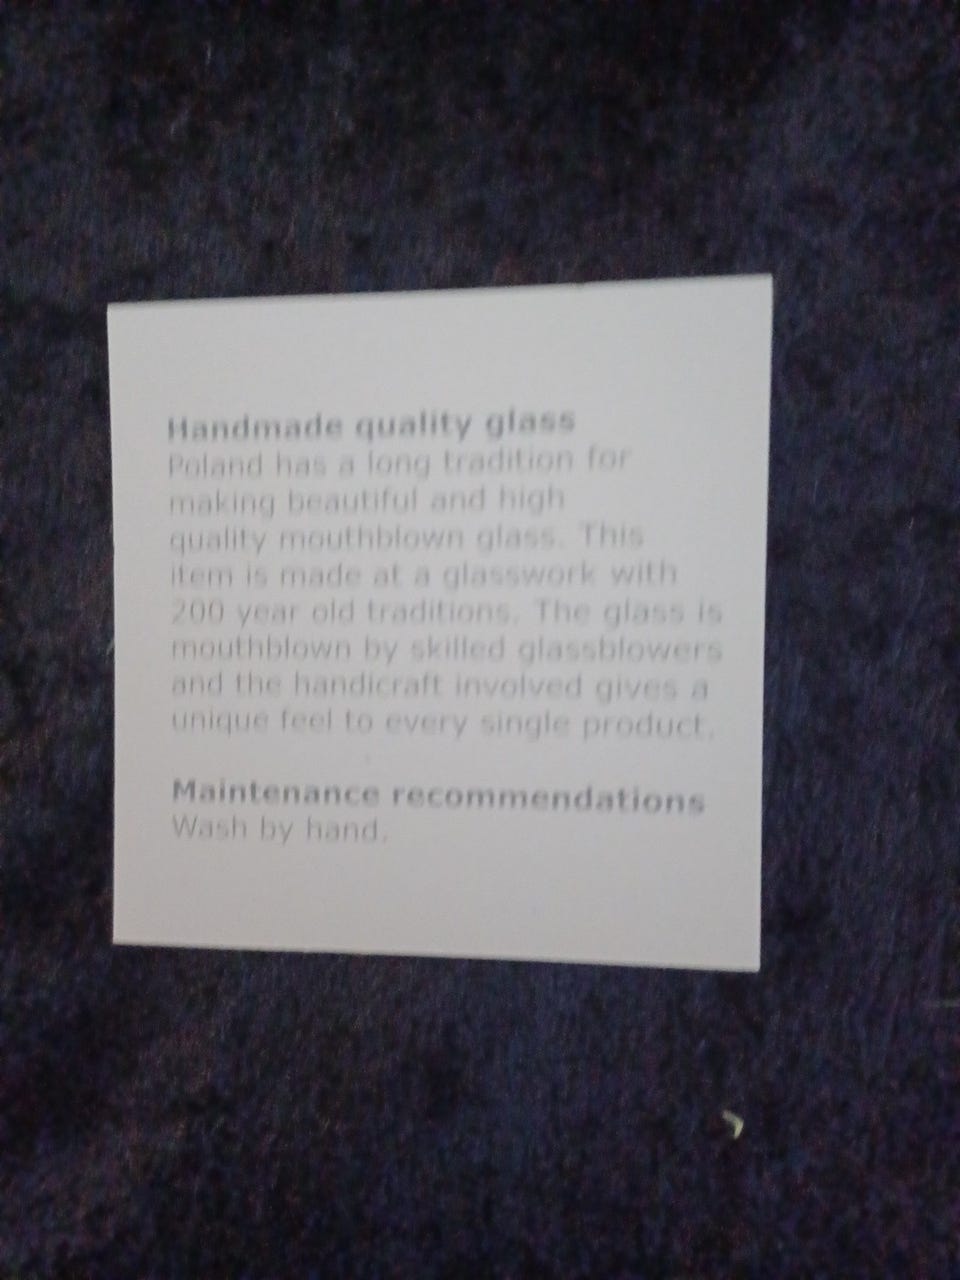 Handmade quality glass
Poland has a long tradition for
making beautiful and high
quality mouthblown glass. This
item is made at a glasswork with
200 year old traditions. The glass is
mouthblown by skilled glassblowers
and the handicraft involved gives a
unique feel to every single product.
Maintenance recommendations
Wash by hand.